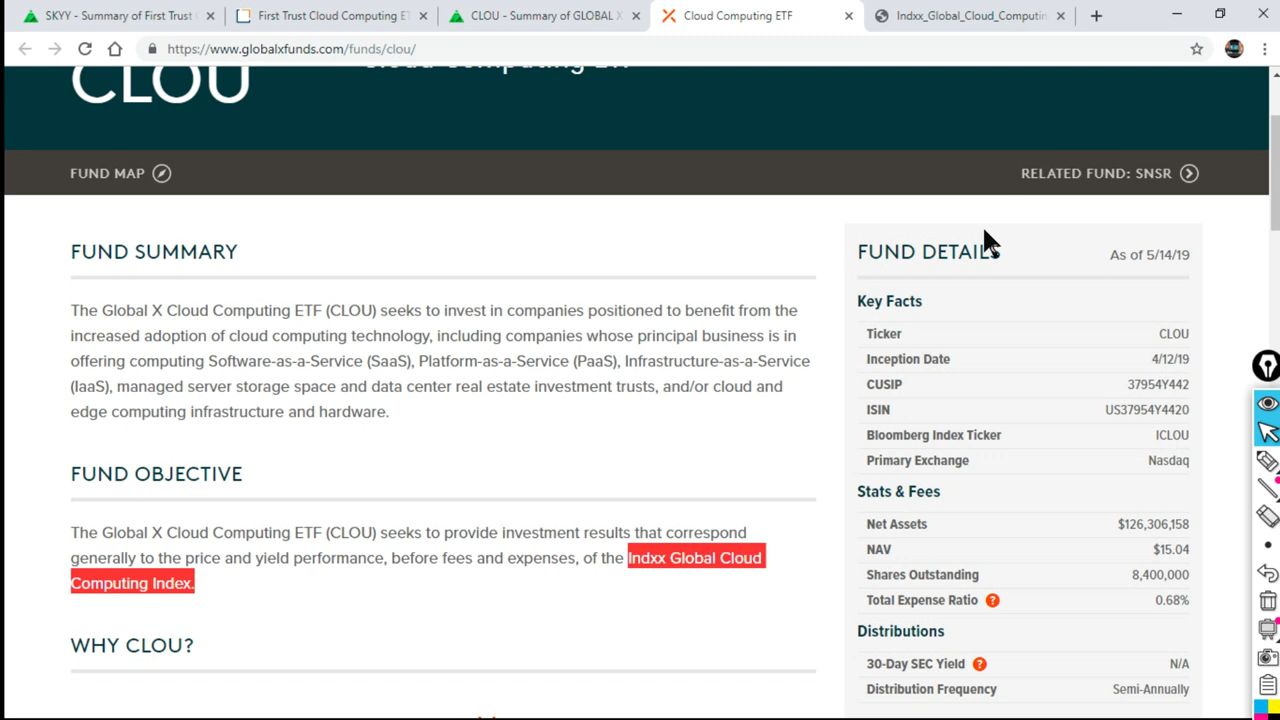 SKYY - Summary of First Trust
First Trust Cloud Computing ET
CLOU - Summary of GLOBAL X
Cloud Computing ETF
Indxx_Global_Cloud_Computin
https://www.globalxfunds.com/funds/clou/
CLOU
Cloud Computing ETF
FUND MAP
RELATED FUND: SNSR
FUND SUMMARY
The Global X Cloud Computing ETF (CLOU) seeks to invest in companies positioned to benefit from the
increased adoption of cloud computing technology, including companies whose principal business is in
offering computing Software-as-a-Service (SaaS), Platform-as-a-Service (PaaS), Infrastructure-as-a-Service
(IaaS), managed server storage space and data center real estate investment trusts, and/or cloud and
edge computing infrastructure and hardware.
FUND OBJECTIVE
The Global X Cloud Computing ETF (CLOU) seeks to provide investment results that correspond
generally to the price and yield performance, before fees and expenses, of the Indxx Global Cloud
Computing Index.
WHY CLOU?
FUND DETAILS
As of 5/14/19
Key Facts
Ticker CLOU
Inception Date 4/12/19
CUSIP 37954Y442
ISIN US37954Y4420
Bloomberg Index Ticker ICLOU
Primary Exchange Nasdaq
Stats & Fees
Net Assets $126,306,158
NAV $15.04
Shares Outstanding 8,400,000
Total Expense Ratio ? 0.68%
Distributions
30-Day SEC Yield ? N/A
Distribution Frequency Semi-Annually